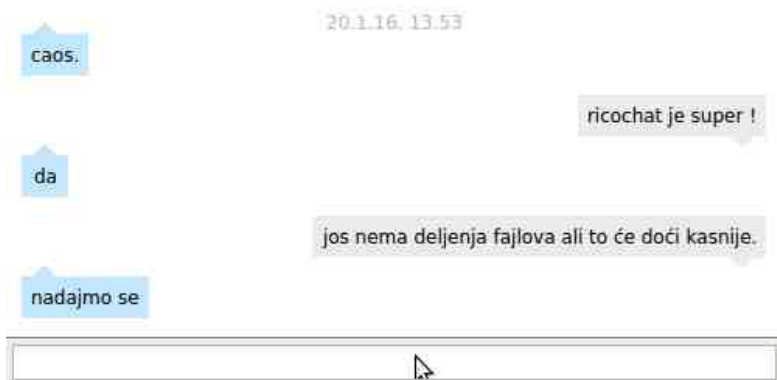 20.1.16. 13.53
caos.
ricochat je super !
da
jos nema deljenja fajlova ali to će doći kasnije.
nadajmo se